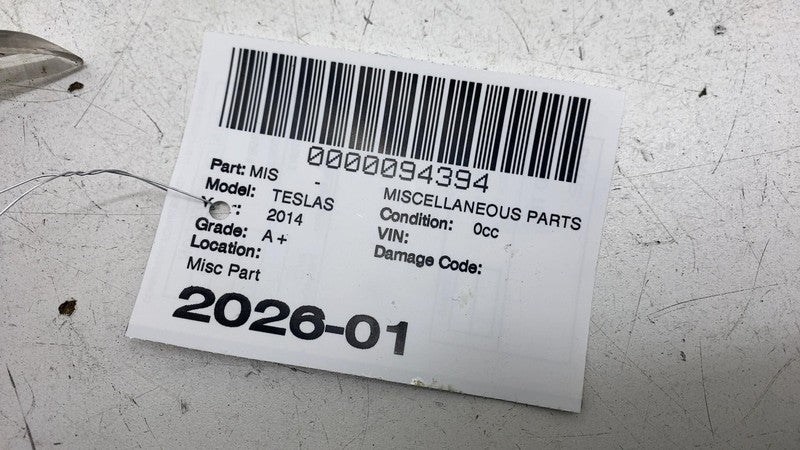 0000094394
Part: MIS - MISCELLANEOUS PARTS
Model: TESLAS Condition: 0cc
2014 VIN:
Grade: A+ Damage Code:
Location:
Misc Part
2026-01